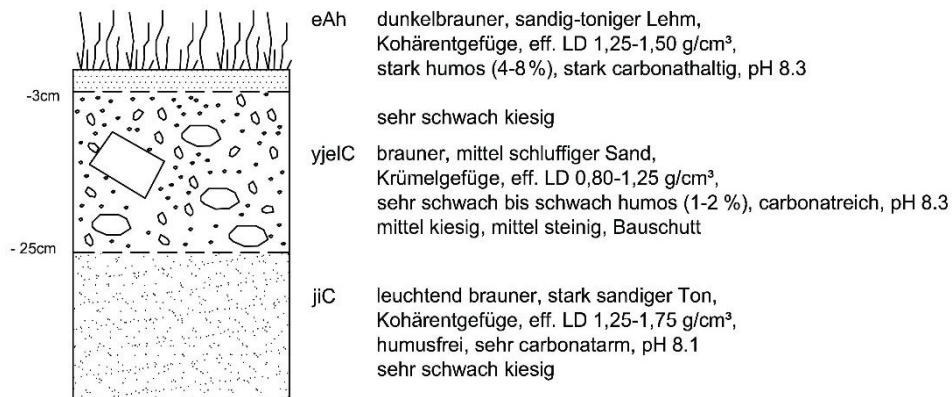 eAh dunkelbrauner, sandig-toniger Lehm,
Kohärentgefüge, eff. LD 1,25-1,50 g/cm³,
stark humos (4-8 %), stark carbonathaltig, pH 8.3
-3cm
sehr schwach kiesig
yjelC brauner, mittel schluffiger Sand,
Krümelgefüge, eff. LD 0,80-1,25 g/cm³,
sehr schwach bis schwach humos (1-2 %), carbonatreich, pH 8.3
mittel kiesig, mittel steinig, Bauschutt
- 25cm
jiC leuchtend brauner, stark sandiger Ton,
Kohärentgefüge, eff. LD 1,25-1,75 g/cm³,
humusfrei, sehr carbonatarm, pH 8.1
sehr schwach kiesig